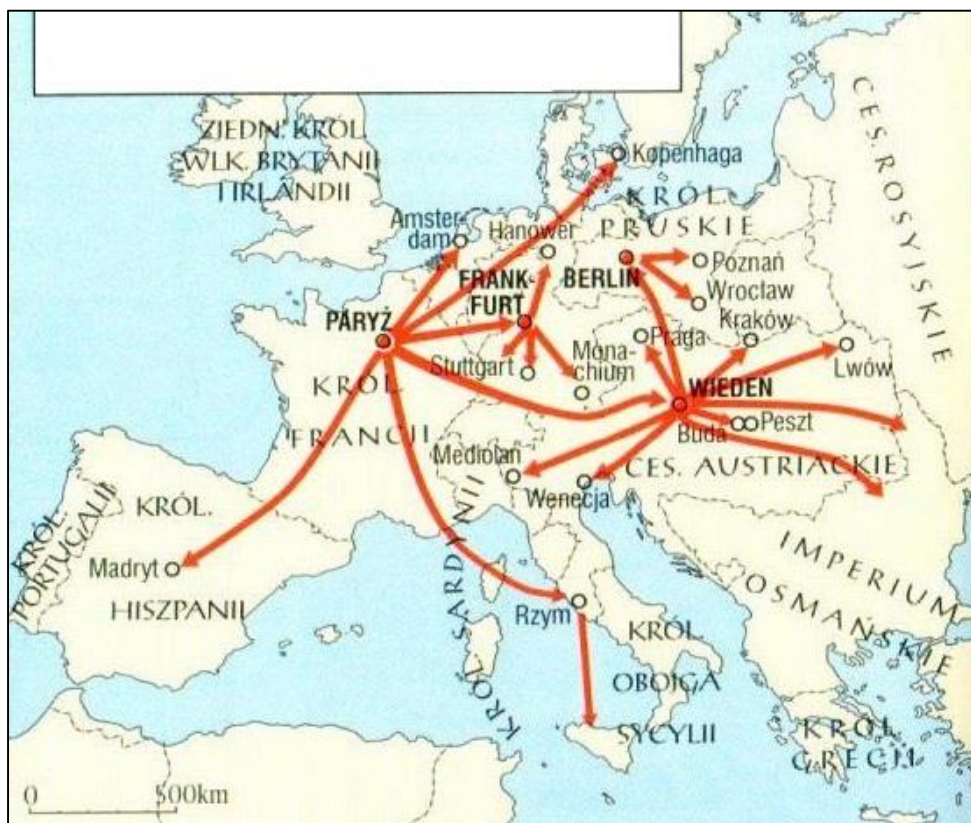 ZJEDN. KRÓL.
WLK. BRYTANII
I IRLANDII
CES. ROSYJSKIE
Kopenhaga
KRÓL.
PRUSKIE
Amster-
dam
Hanower
BERLIN
Poznań
Wrocław
Kraków
FRANK-
FURT
PARYŻ
Praga
Lwów
Stuttgart
Mona-
chium
WIEDEŃ
KRÓL.
FRANCJI
Buda
Peszt
Mediolan
Wenecja
CES. AUSTRIACKIE
KRÓL.
PORTUGALII
KRÓL.
HISZPANII
Madryt
KRÓL. SARDYNII
Rzym
IMPERIUM
OSMAŃSKIE
KRÓL.
OBOJGA
SYCYLII
KRÓL.
GRECJI
0 500km